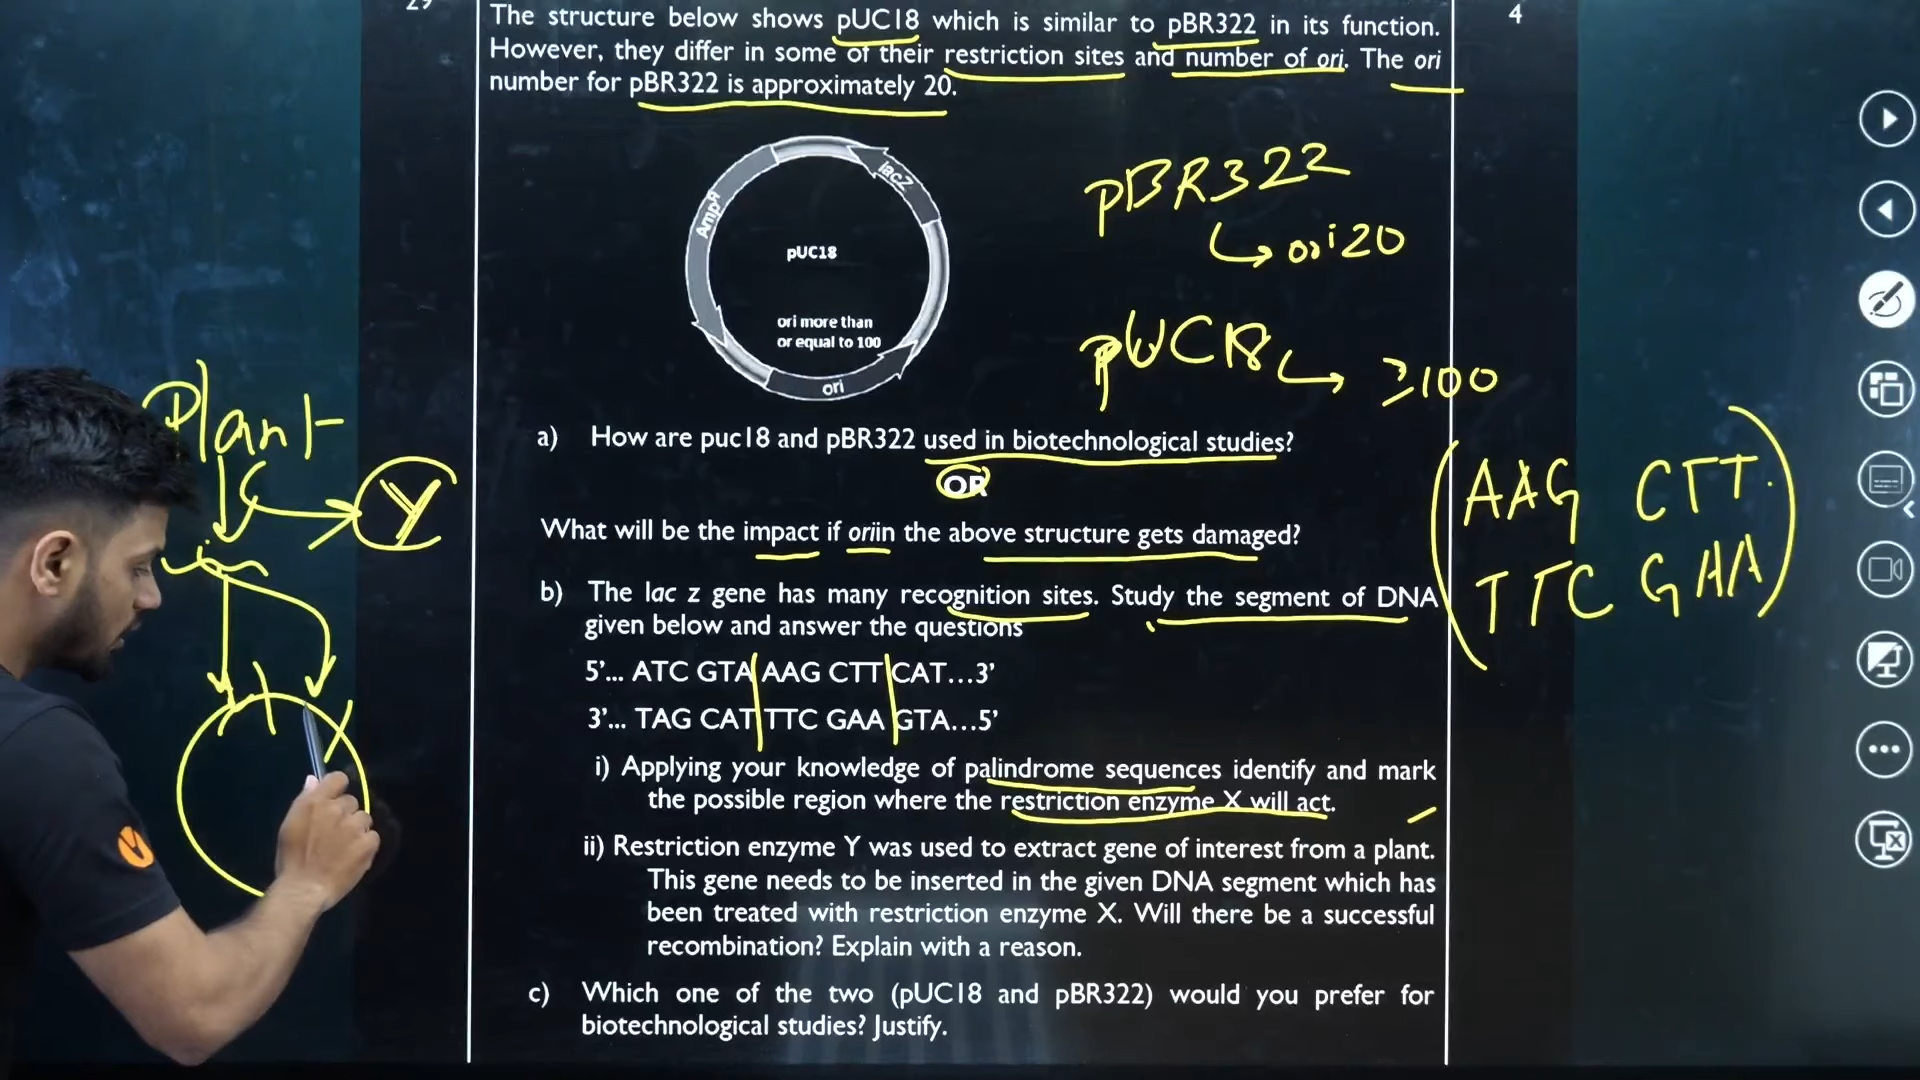 29
The structure below shows pUC18 which is similar to pBR322 in its function.
However, they differ in some of their restriction sites and number of ori. The ori
number for pBR322 is approximately 20.
4
AmpR
lacZ
pUC18
ori more than
or equal to 100
ori
pBR322
ori 20
pUC18
≥100
a) How are puc18 and pBR322 used in biotechnological studies?
OR
What will be the impact if oriin the above structure gets damaged?
Plant
Y
AAG CTT
TTC GAA
b) The lac z gene has many recognition sites. Study the segment of DNA
given below and answer the questions
5'... ATC GTA AAG CTT CAT...3'
3'... TAG CAT TTC GAA GTA...5'
i) Applying your knowledge of palindrome sequences identify and mark
the possible region where the restriction enzyme X will act.
ii) Restriction enzyme Y was used to extract gene of interest from a plant.
This gene needs to be inserted in the given DNA segment which has
been treated with restriction enzyme X. Will there be a successful
recombination? Explain with a reason.
c) Which one of the two (pUC18 and pBR322) would you prefer for
biotechnological studies? Justify.
X